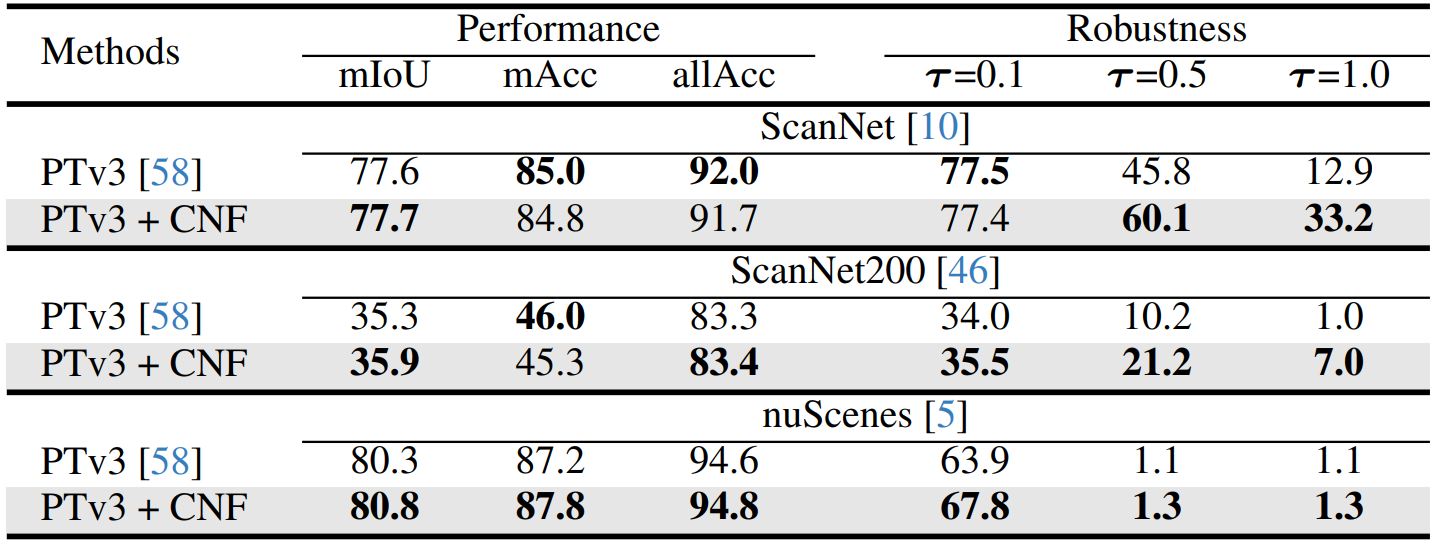 Methods Performance Robustness
mIoU mAcc allAcc τ=0.1 τ=0.5 τ=1.0
ScanNet [10]
PTv3 [58] 77.6 85.0 92.0 77.5 45.8 12.9
PTv3 + CNF 77.7 84.8 91.7 77.4 60.1 33.2
ScanNet200 [46]
PTv3 [58] 35.3 46.0 83.3 34.0 10.2 1.0
PTv3 + CNF 35.9 45.3 83.4 35.5 21.2 7.0
nuScenes [5]
PTv3 [58] 80.3 87.2 94.6 63.9 1.1 1.1
PTv3 + CNF 80.8 87.8 94.8 67.8 1.3 1.3